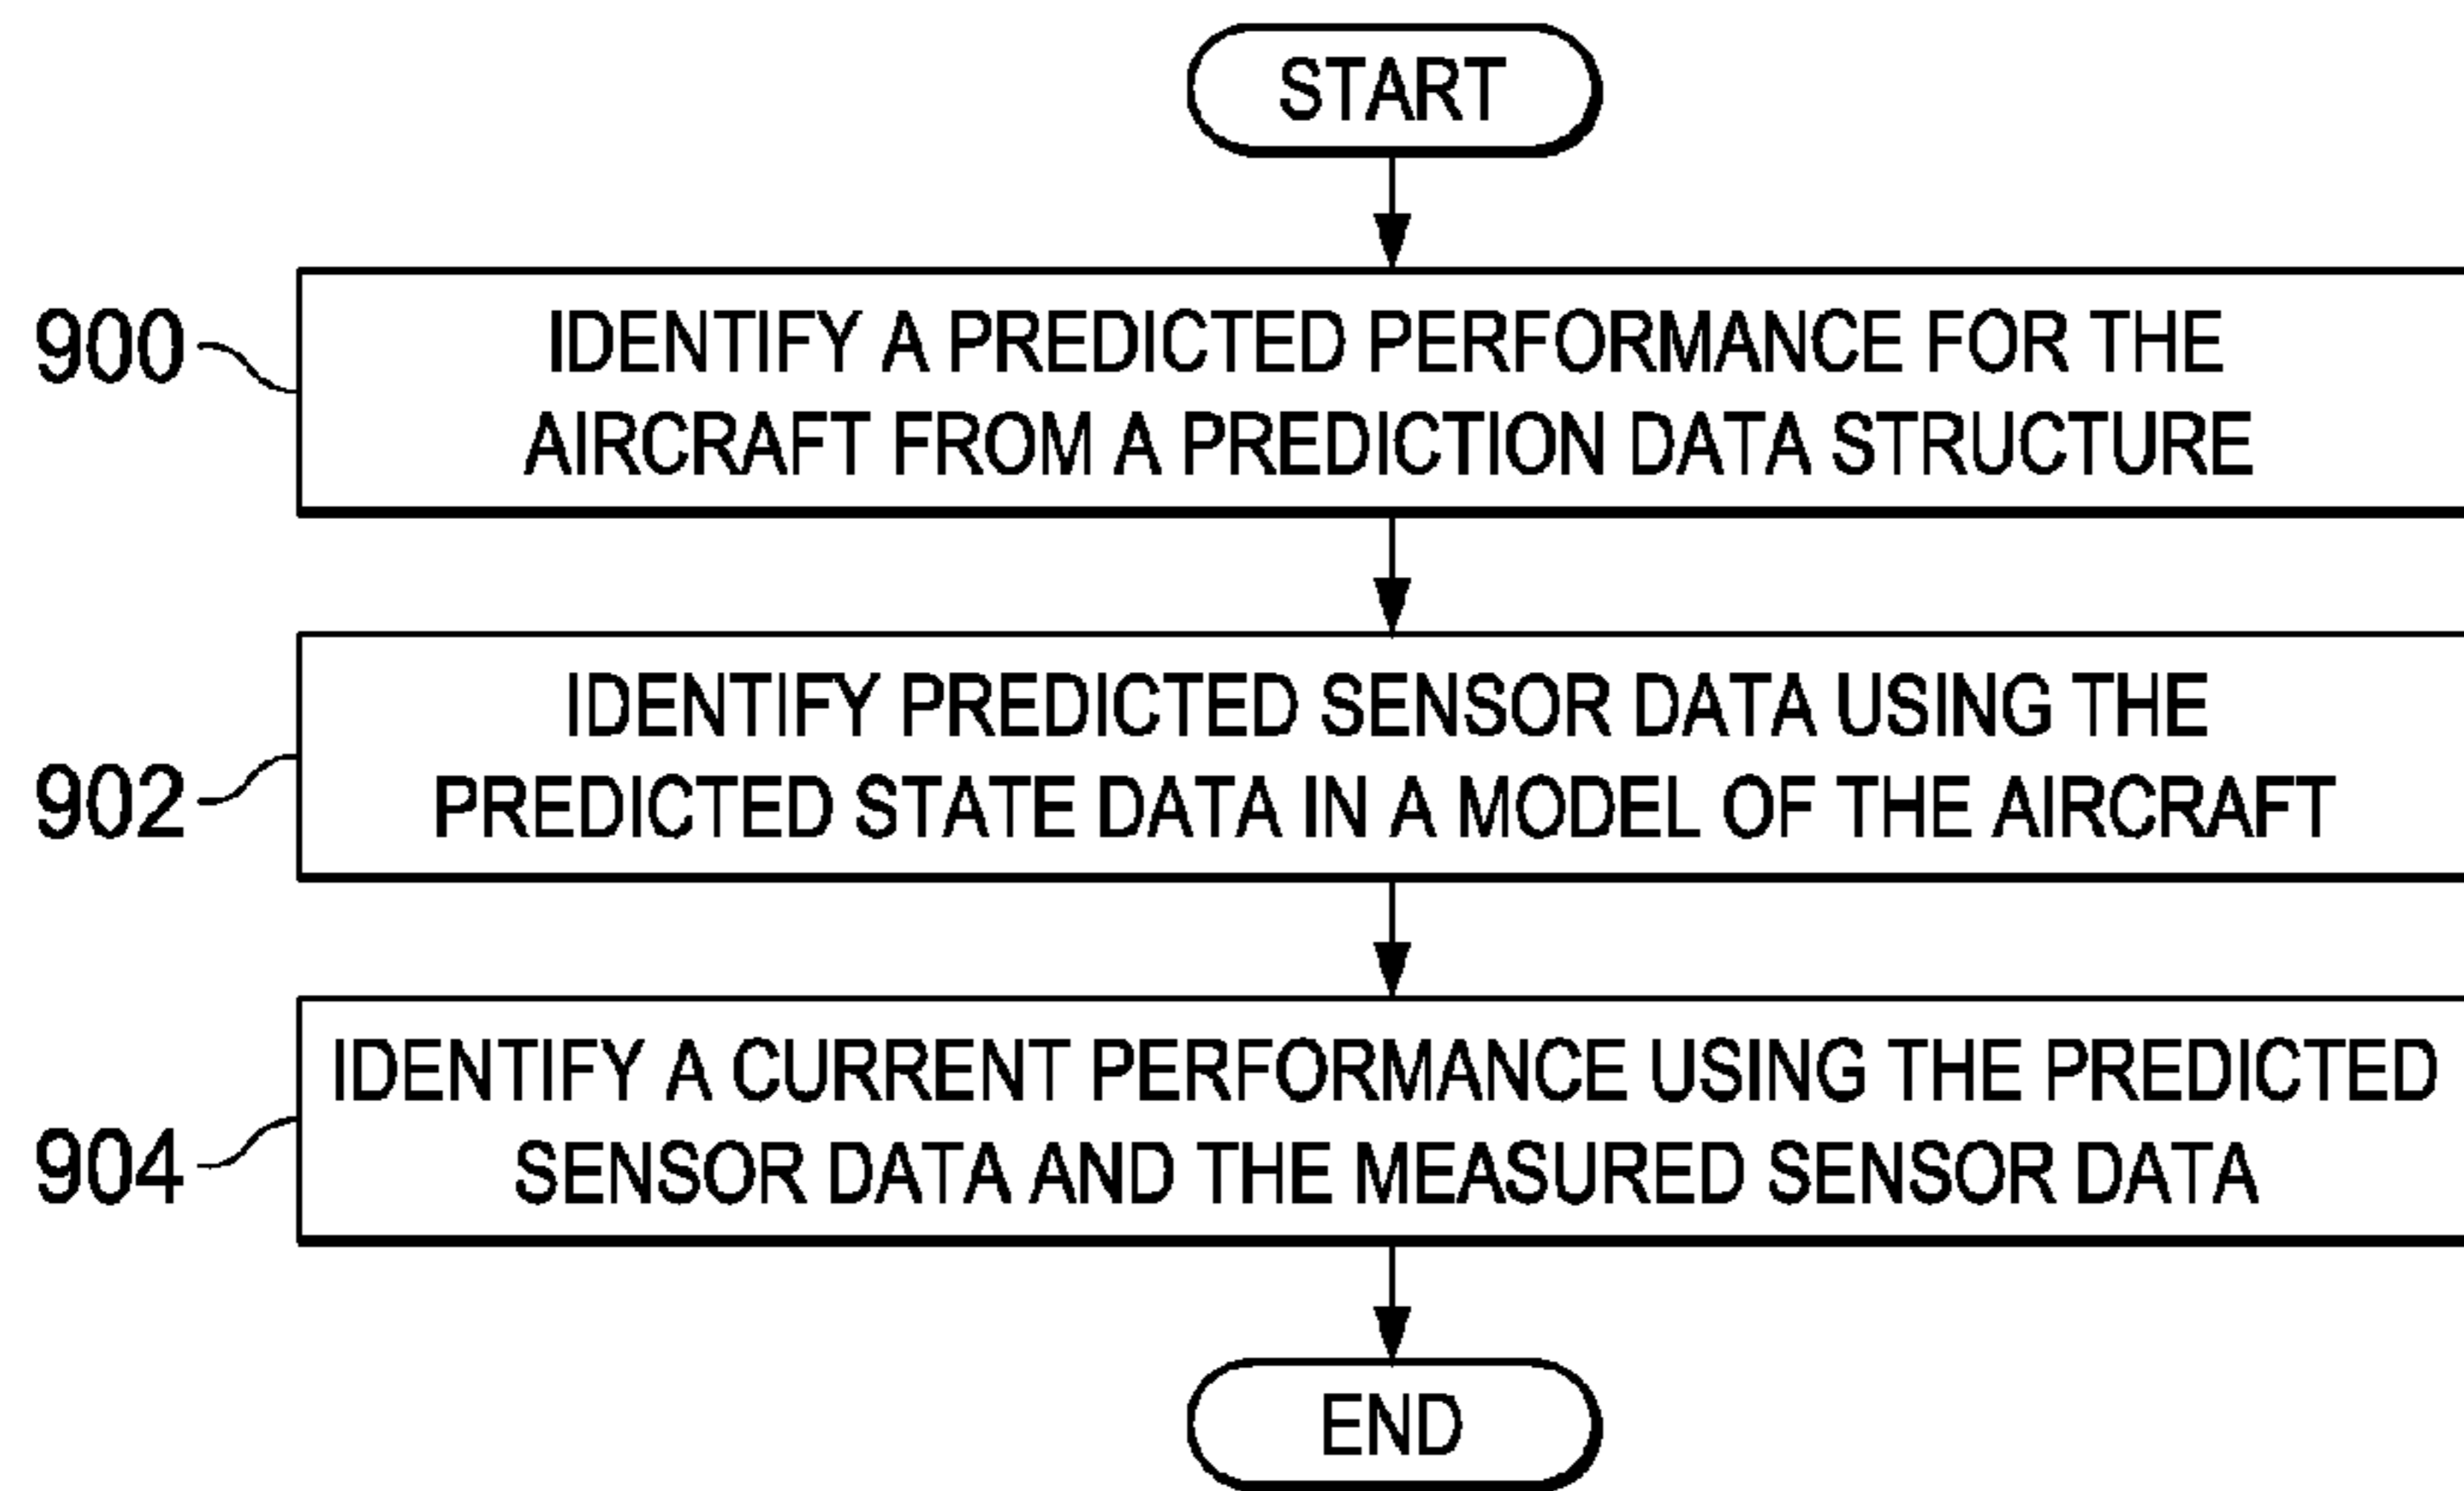 START
900
IDENTIFY A PREDICTED PERFORMANCE FOR THE
AIRCRAFT FROM A PREDICTION DATA STRUCTURE
902
IDENTIFY PREDICTED SENSOR DATA USING THE
PREDICTED STATE DATA IN A MODEL OF THE AIRCRAFT
904
IDENTIFY A CURRENT PERFORMANCE USING THE PREDICTED
SENSOR DATA AND THE MEASURED SENSOR DATA
END